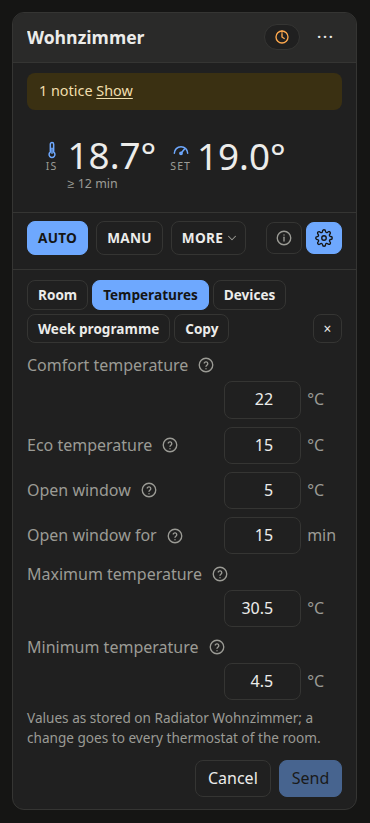 Wohnzimmer
1 notice Show
IS 18.7° SET 19.0°
≥ 12 min
AUTO MANU MORE
Room Temperatures Devices
Week programme Copy ×
Comfort temperature ?
22 °C
Eco temperature ? 15 °C
Open window ? 5 °C
Open window for ? 15 min
Maximum temperature ?
30.5 °C
Minimum temperature ?
4.5 °C
Values as stored on Radiator Wohnzimmer; a
change goes to every thermostat of the room.
Cancel Send